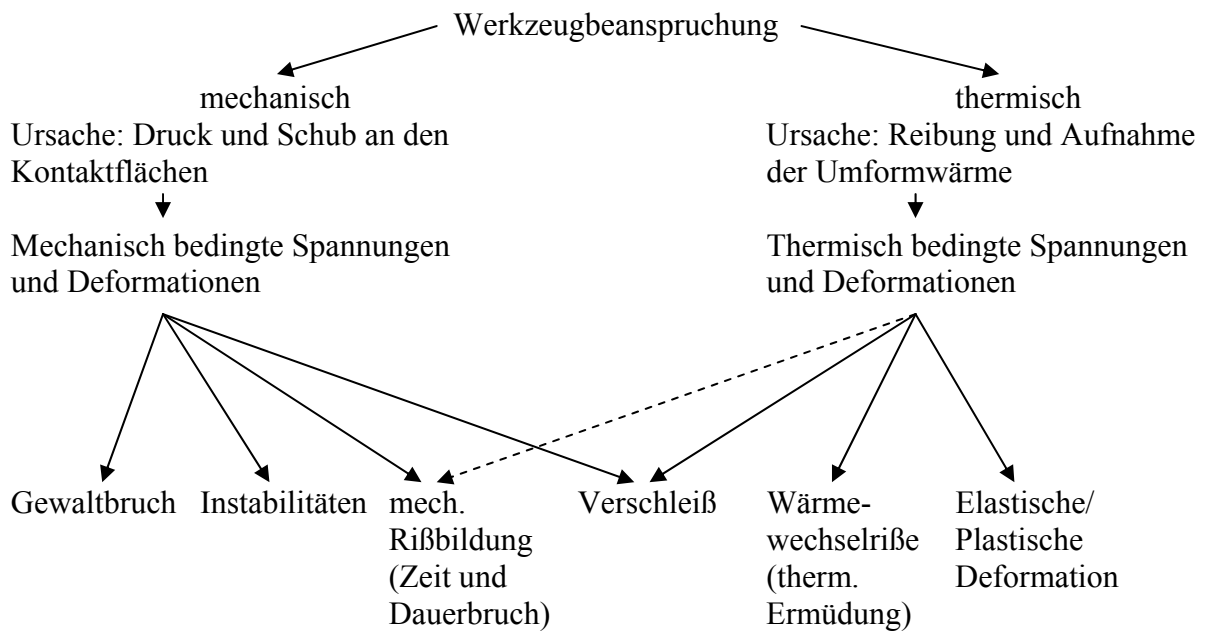 Werkzeugbeanspruchung
mechanisch
Ursache: Druck und Schub an den
Kontaktflächen
thermisch
Ursache: Reibung und Aufnahme
der Umformwärme
Mechanisch bedingte Spannungen
und Deformationen
Thermisch bedingte Spannungen
und Deformationen
Gewaltbruch
Instabilitäten
mech.
Rißbildung
(Zeit und
Dauerbruch)
Verschleiß
Wärme-
wechselriße
(therm.
Ermüdung)
Elastische/
Plastische
Deformation